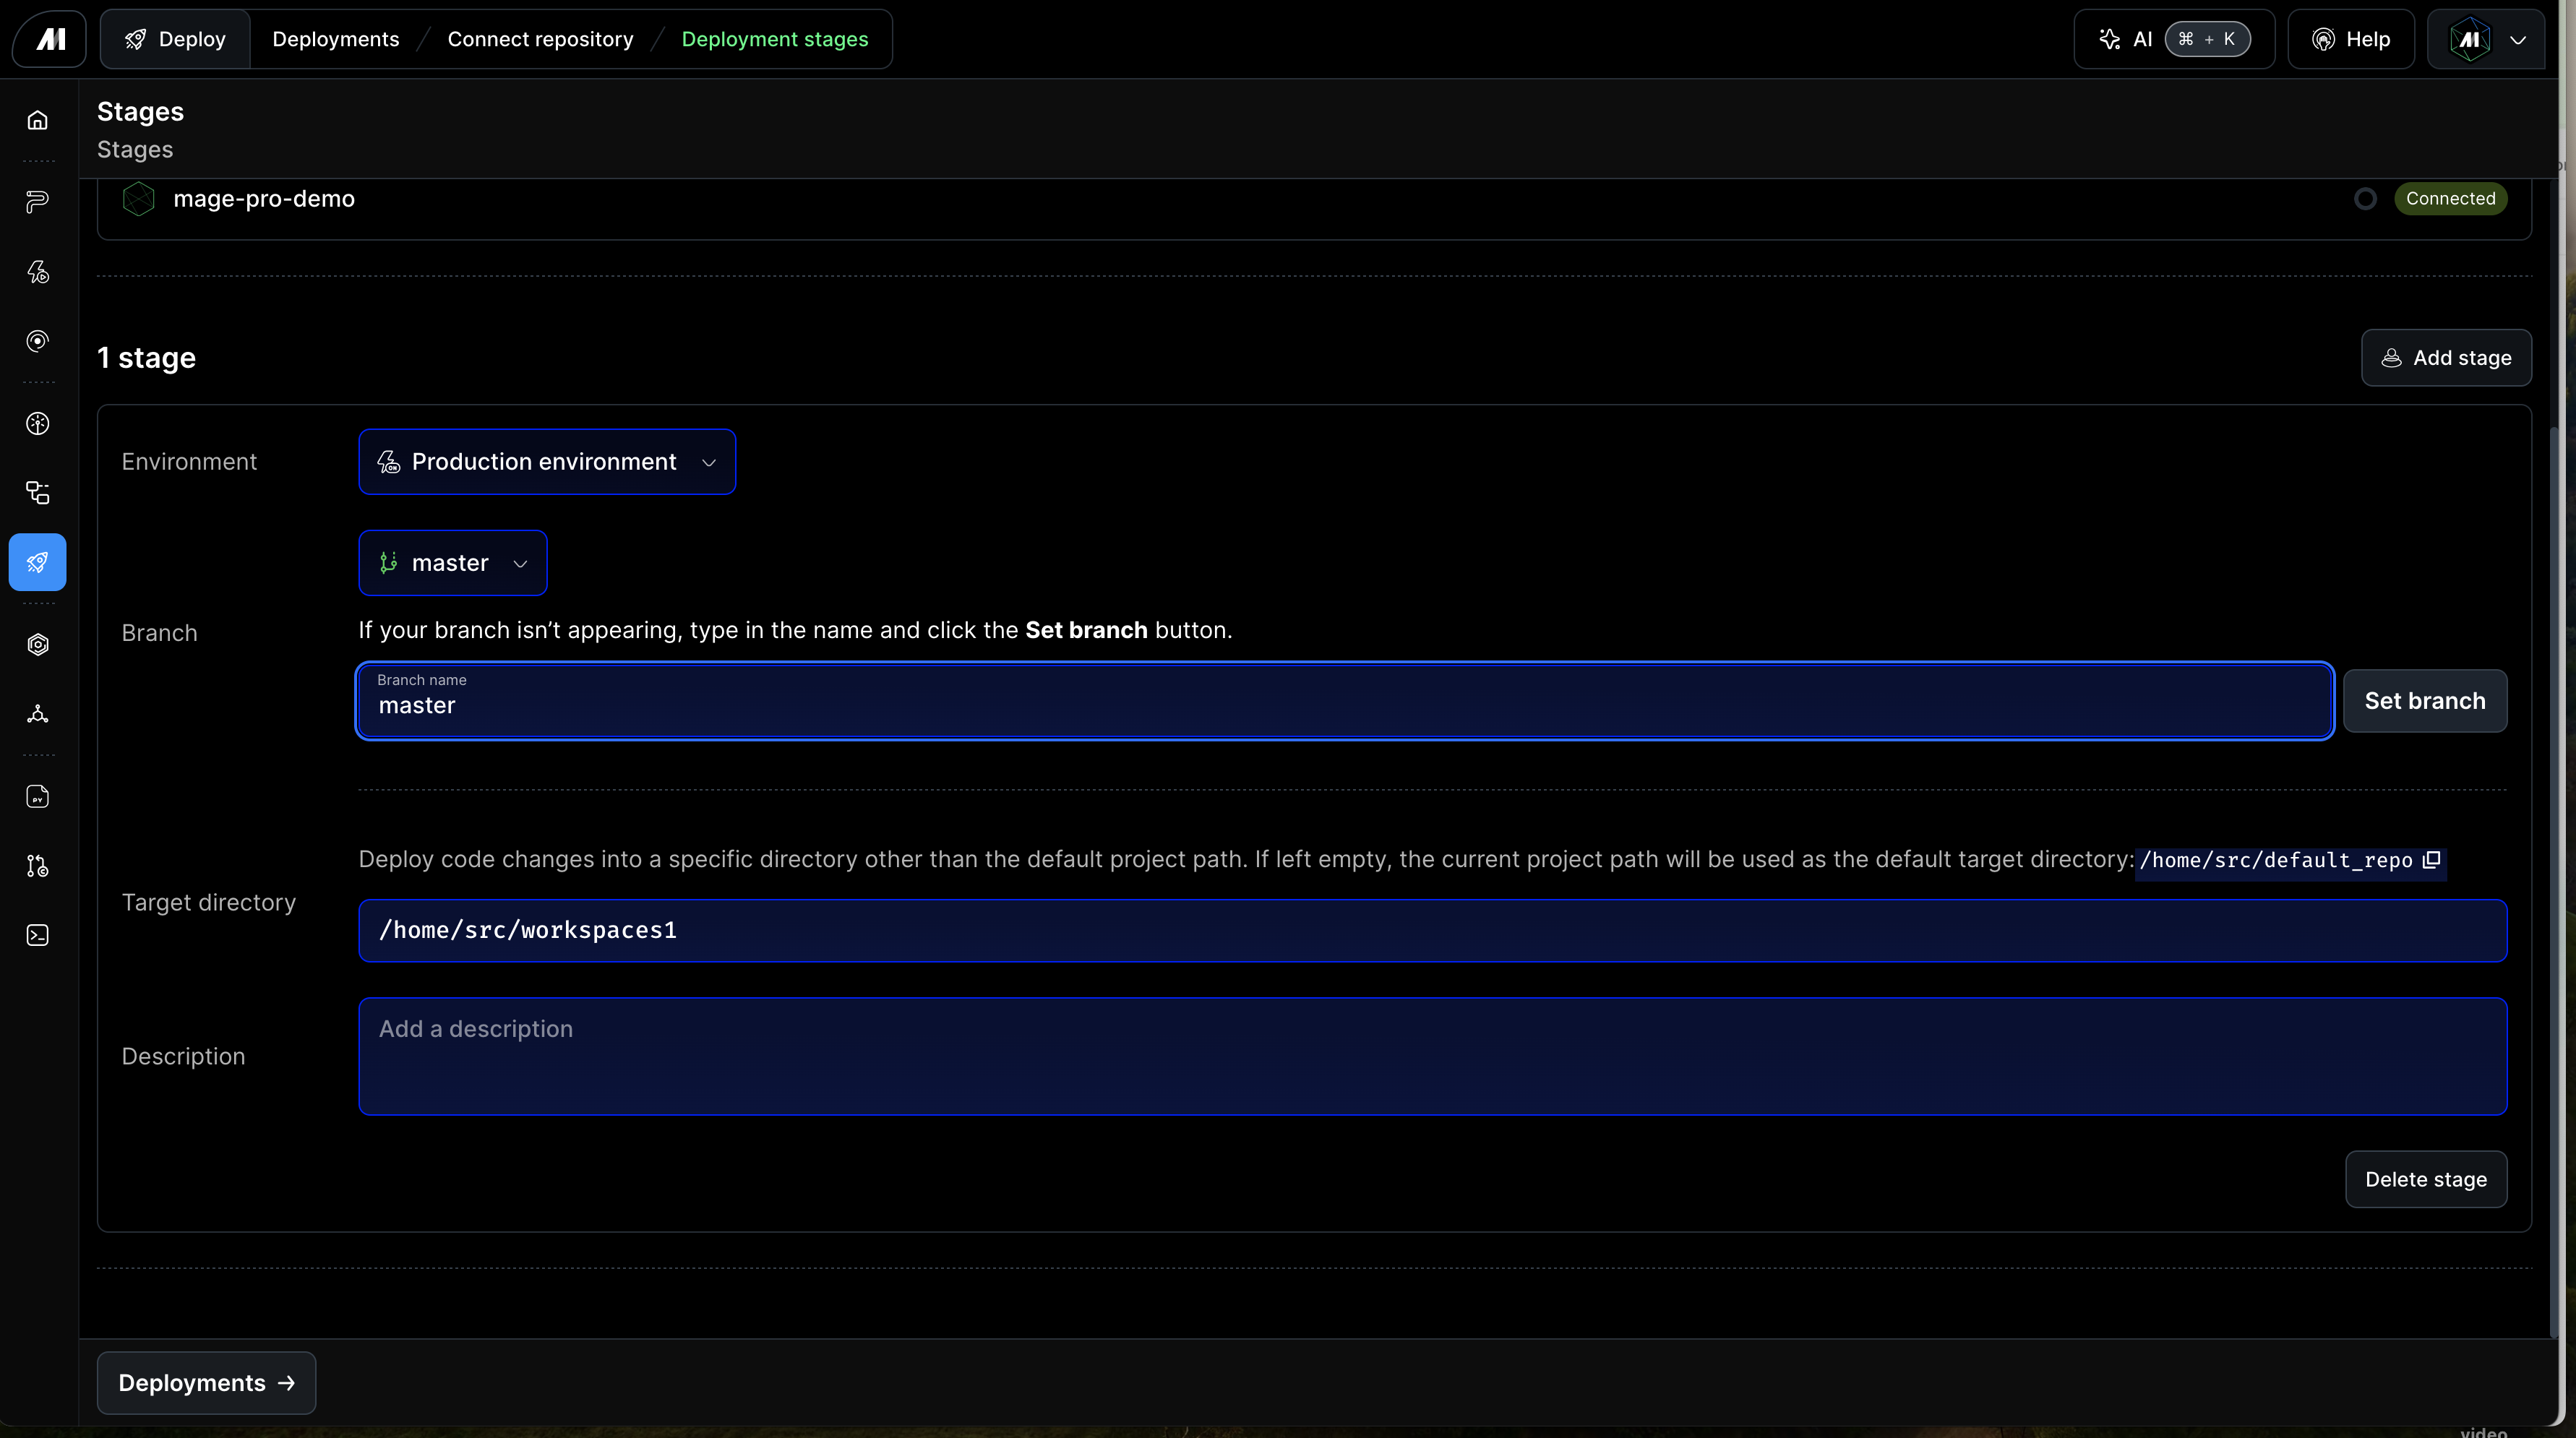 Deploy
Deployments / Connect repository / Deployment stages
AI ⌘ + K
Help
Stages
Stages
mage-pro-demo
Connected
1 stage
Add stage
Environment
Production environment
master
Branch
If your branch isn’t appearing, type in the name and click the Set branch button.
Branch name
master
Set branch
Deploy code changes into a specific directory other than the default project path. If left empty, the current project path will be used as the default target directory: /home/src/default_repo
Target directory
/home/src/workspaces1
Add a description
Description
Delete stage
Deployments →
video